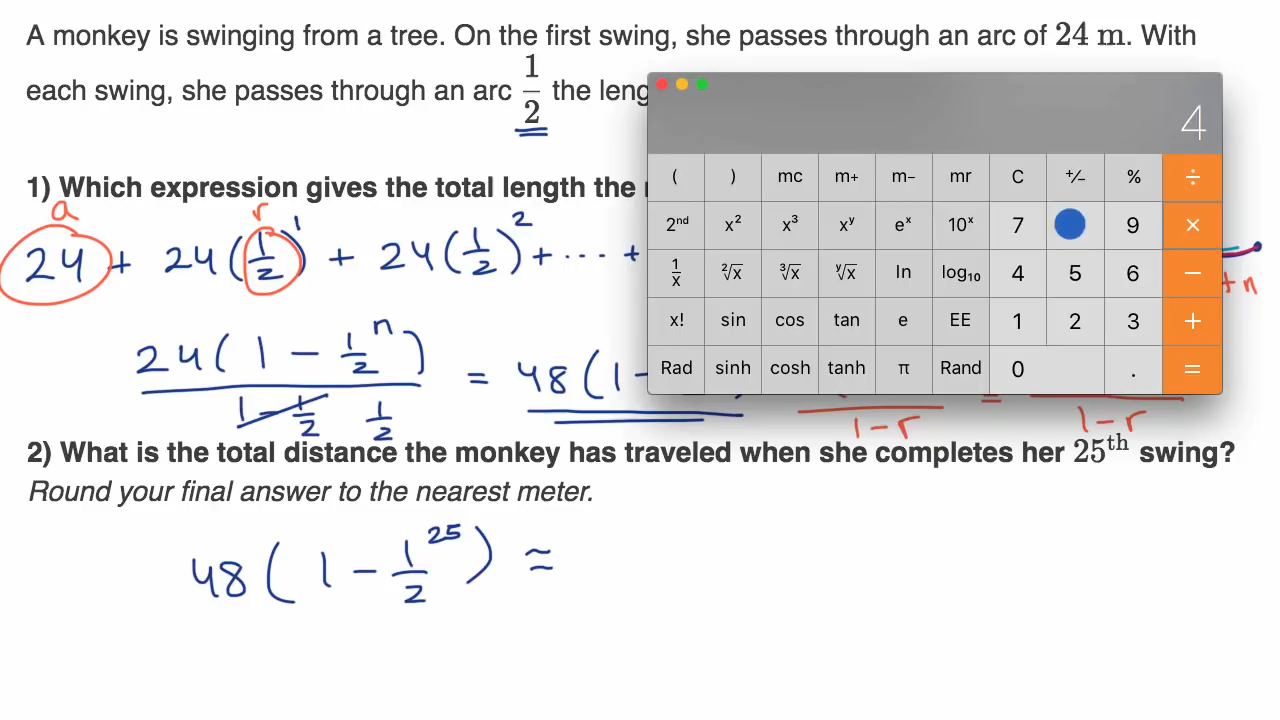 A monkey is swinging from a tree. On the first swing, she passes through an arc of 24 m. With
each swing, she passes through an arc 1/2 the leng
4
( ) mc m+ m- mr C +/− % ÷
2nd x² x³ xʸ eˣ 10ˣ 7 9 ×
1/x ²√x ³√x ʸ√x ln log₁₀ 4 5 6 −
x! sin cos tan e EE 1 2 3 +
Rad sinh cosh tanh π Rand 0 . =
1) Which expression gives the total length the
a r
24 + 24(1/2)¹ + 24(1/2)² + ... +
+ n
24(1 − 1/2ⁿ) / (1 − 1/2) 1/2 = 48(1−
1−r = 1−r
2) What is the total distance the monkey has traveled when she completes her 25th swing?
Round your final answer to the nearest meter.
48(1 − 1/2²⁵) ≈